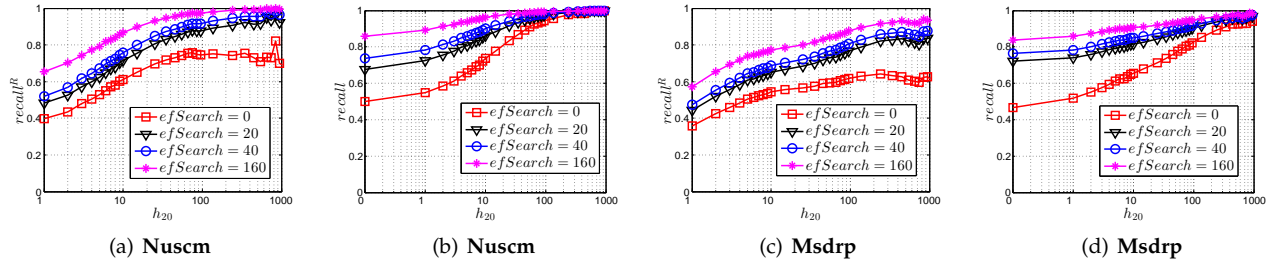 recall^R
1
0.8
0.6
0.4
0.2
0
1 10 100 1000
h_20
efSearch = 0
efSearch = 20
efSearch = 40
efSearch = 160
(a) Nuscm
recall
1
0.8
0.6
0.4
0.2
0
0 1 10 100 1000
h_20
efSearch = 0
efSearch = 20
efSearch = 40
efSearch = 160
(b) Nuscm
recall^R
1
0.8
0.6
0.4
0.2
0
1 10 100 1000
h_20
efSearch = 0
efSearch = 20
efSearch = 40
efSearch = 160
(c) Msdrp
recall
1
0.8
0.6
0.4
0.2
0
0 1 10 100 1000
h_20
efSearch = 0
efSearch = 20
efSearch = 40
efSearch = 160
(d) Msdrp